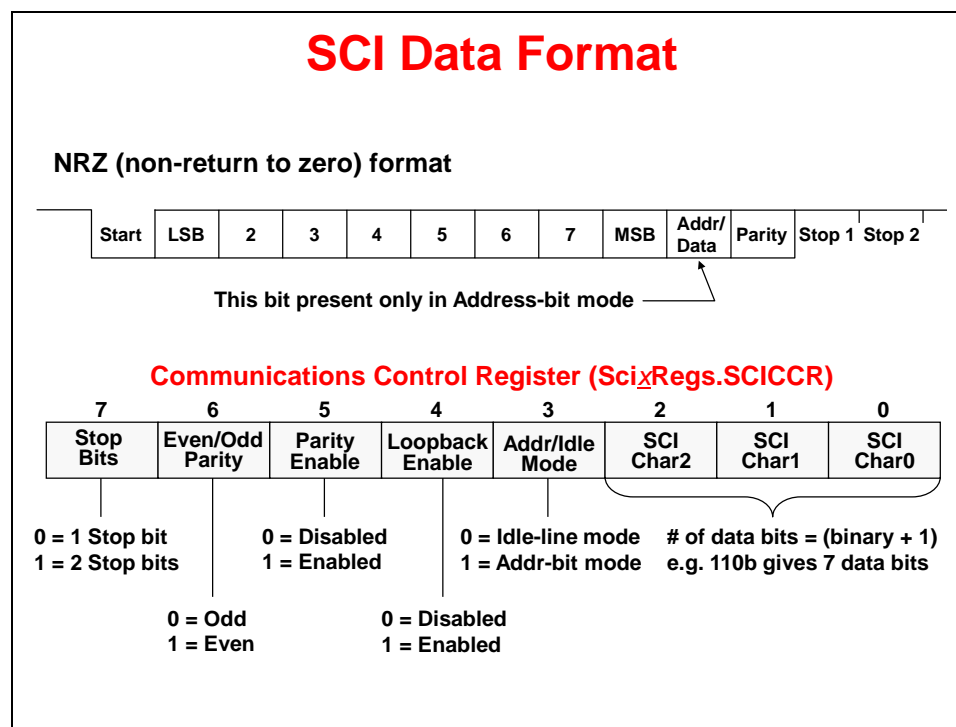 SCI Data Format
NRZ (non-return to zero) format
Start LSB 2 3 4 5 6 7 MSB Addr/ Data Parity Stop 1 Stop 2
This bit present only in Address-bit mode
Communications Control Register (ScixRegs.SCICCR)
7 6 5 4 3 2 1 0
Stop Bits Even/Odd Parity Parity Enable Loopback Enable Addr/Idle Mode SCI Char2 SCI Char1 SCI Char0
0 = 1 Stop bit
1 = 2 Stop bits
0 = Odd
1 = Even
0 = Disabled
1 = Enabled
0 = Disabled
1 = Enabled
0 = Idle-line mode
1 = Addr-bit mode
# of data bits = (binary + 1)
e.g. 110b gives 7 data bits